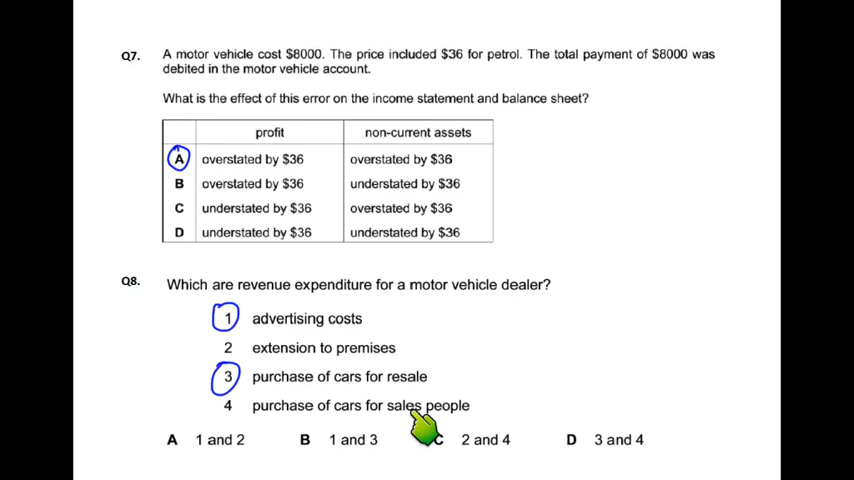 Q7. A motor vehicle cost $8000. The price included $36 for petrol. The total payment of $8000 was
debited in the motor vehicle account.
What is the effect of this error on the income statement and balance sheet?
profit non-current assets
A overstated by $36 overstated by $36
B overstated by $36 understated by $36
C understated by $36 overstated by $36
D understated by $36 understated by $36
Q8. Which are revenue expenditure for a motor vehicle dealer?
1 advertising costs
2 extension to premises
3 purchase of cars for resale
4 purchase of cars for sales people
A 1 and 2 B 1 and 3 C 2 and 4 D 3 and 4